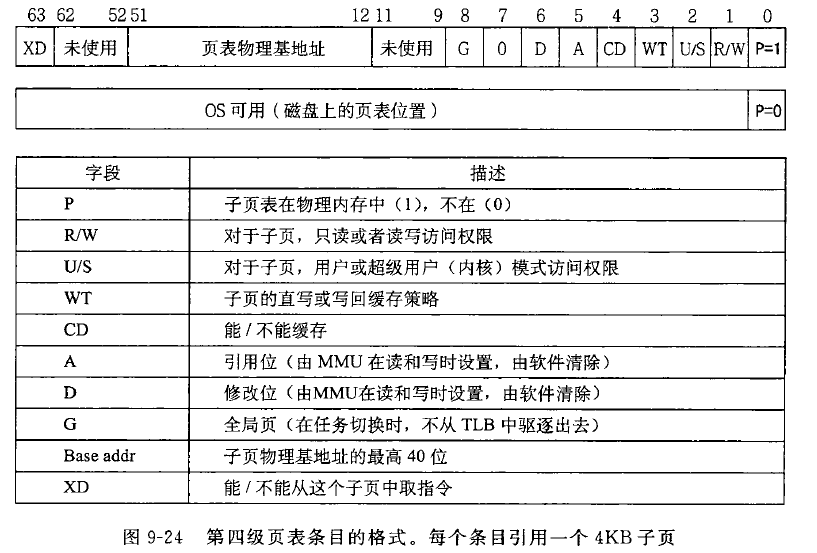 63 62 52 51 12 11 9 8 7 6 5 4 3 2 1 0
XD 未使用 页表物理基地址 未使用 G 0 D A CD WT U/S R/W P=1
OS 可用（磁盘上的页表位置） P=0
字段 描述
P 子页表在物理内存中（1），不在（0）
R/W 对于子页，只读或者读写访问权限
U/S 对于子页，用户或超级用户（内核）模式访问权限
WT 子页的直写或写回缓存策略
CD 能 / 不能缓存
A 引用位（由 MMU 在读和写时设置，由软件清除）
D 修改位（由MMU在读和写时设置，由软件清除）
G 全局页（在任务切换时，不从 TLB 中驱逐出去）
Base addr 子页物理基地址的最高 40 位
XD 能 / 不能从这个子页中取指令
图 9-24 第四级页表条目的格式。每个条目引用一个 4KB 子页